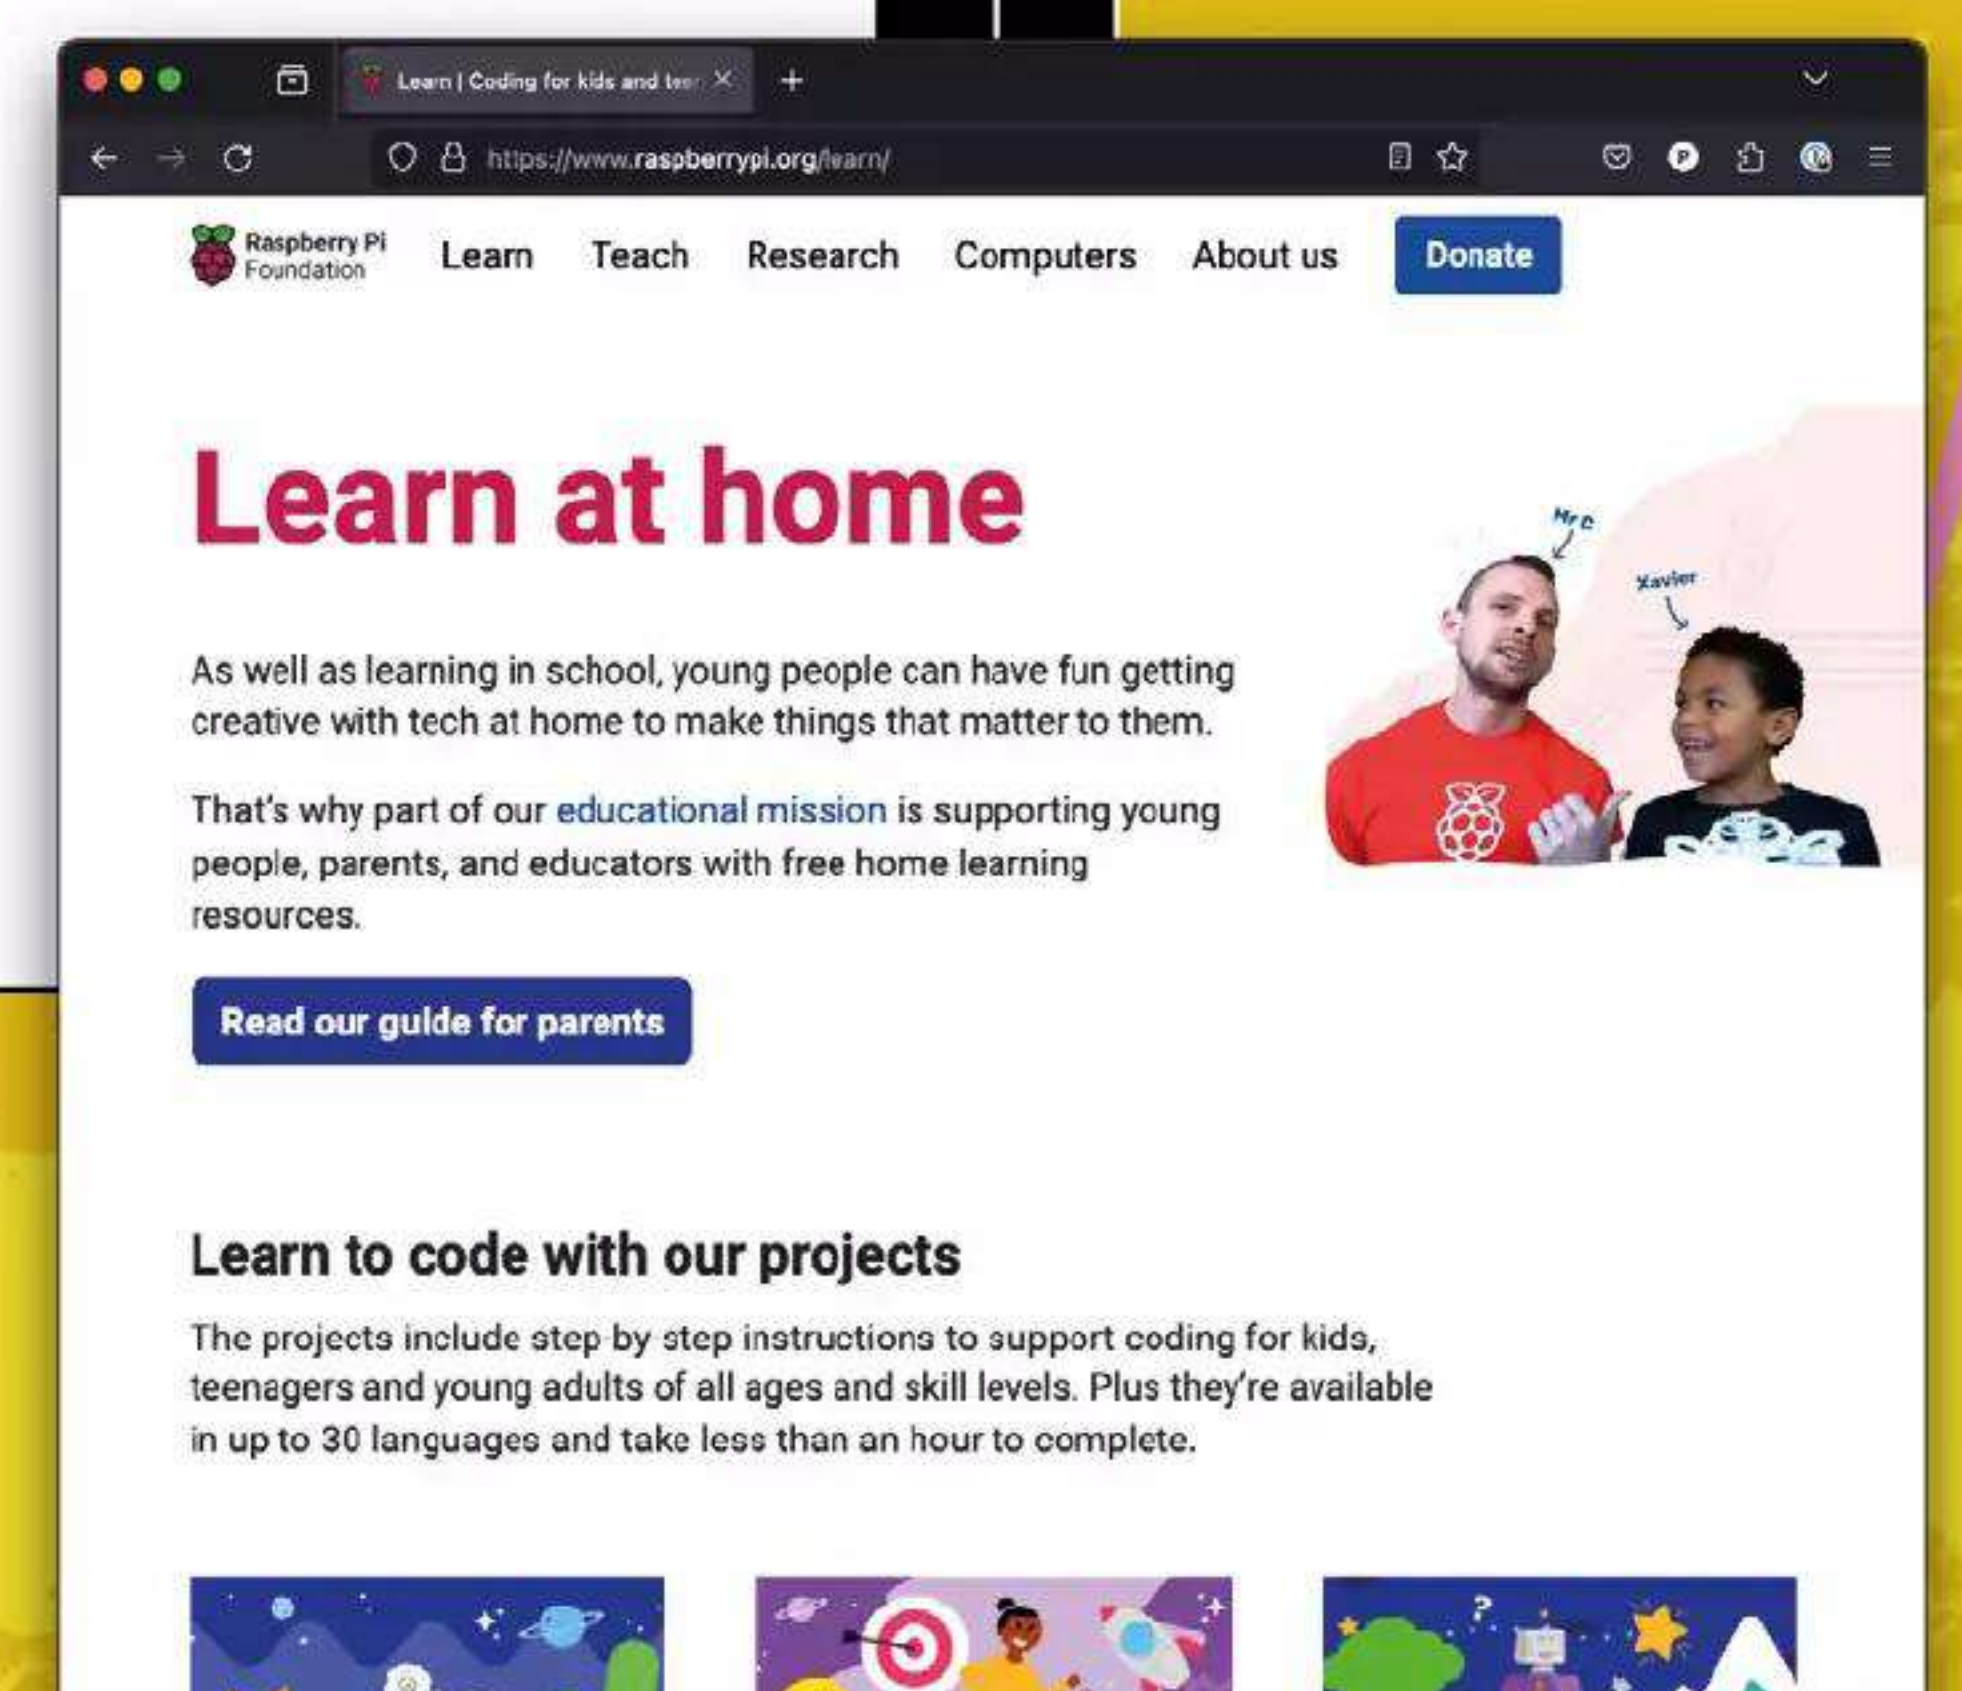 Learn | Coding for kids and tee
https://www.raspberrypi.org/learn/
Raspberry Pi
Foundation
Learn
Teach
Research
Computers
About us
Donate
Learn at home
Mr C
Xavier
As well as learning in school, young people can have fun getting
creative with tech at home to make things that matter to them.
That's why part of our educational mission is supporting young
people, parents, and educators with free home learning
resources.
Read our guide for parents
Learn to code with our projects
The projects include step by step instructions to support coding for kids,
teenagers and young adults of all ages and skill levels. Plus they're available
in up to 30 languages and take less than an hour to complete.
?